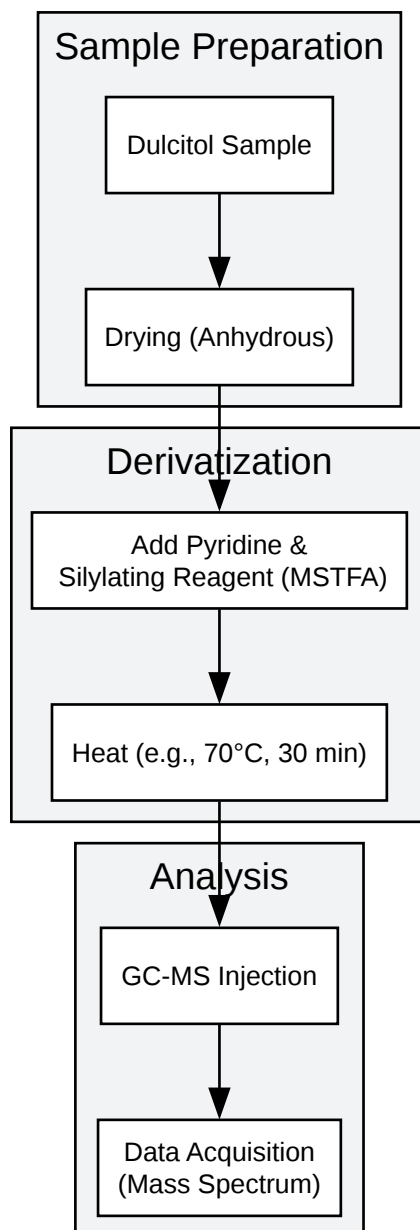 Sample Preparation
Dulcitol Sample
Drying (Anhydrous)
Derivatization
Add Pyridine &
Silylating Reagent (MSTFA)
Heat (e.g., 70°C, 30 min)
Analysis
GC-MS Injection
Data Acquisition
(Mass Spectrum)